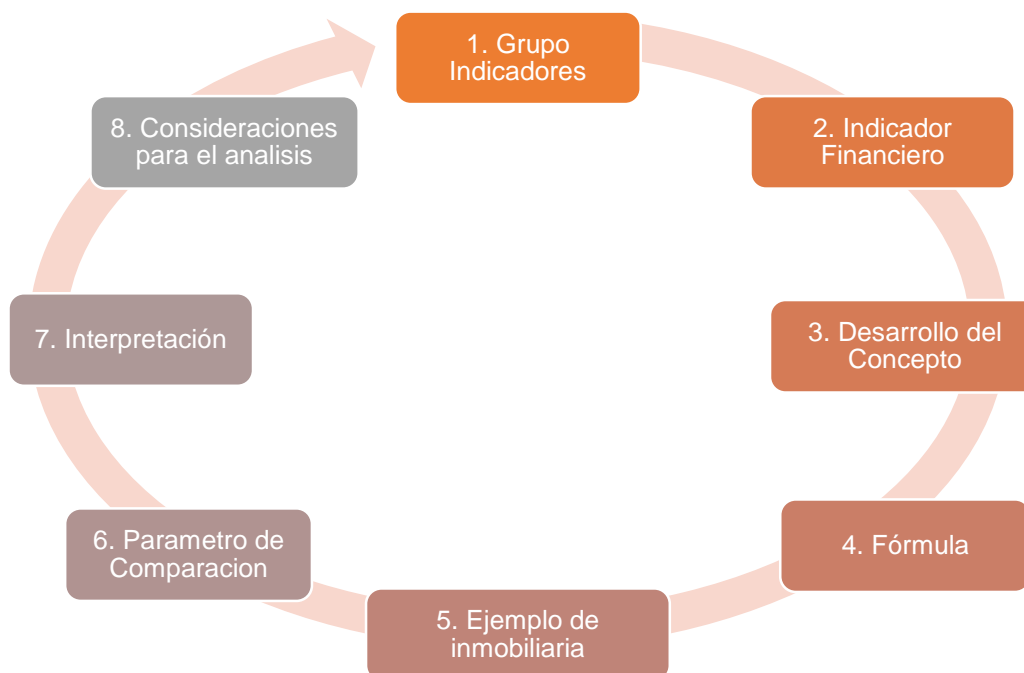 1. Grupo
Indicadores
2. Indicador
Financiero
3. Desarrollo del
Concepto
4. Fórmula
5. Ejemplo de
inmobiliaria
6. Parametro de
Comparacion
7. Interpretación
8. Consideraciones
para el analisis